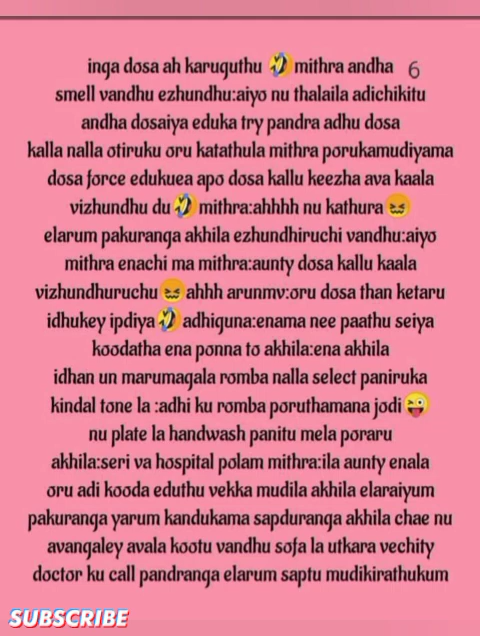 inga dosa ah karuguthu 🤣 mithra andha 6
smell vandhu ezhundhu:aiyo nu thalaila adichikitu
andha dosaiya eduka try pandra adhu dosa
kalla nalla otiruku oru katathula mithra porukamudiyama
dosa force edukuea apo dosa kallu keezha ava kaala
vizhundhu du 🤣 mithra:ahhhh nu kathura 😖
elarum pakuranga akhila ezhundhiruchi vandhu:aiyo
mithra enachi ma mithra:aunty dosa kallu kaala
vizhundhuruchu 😖 ahhh arunmv:oru dosa than ketaru
idhukey ipdiya 🤣 adhiguna:enama nee paathu seiya
koodatha ena ponna to akhila:ena akhila
idhan un marumagala romba nalla select paniruka
kindal tone la :adhi ku romba poruthamana jodi 😜
nu plate la handwash panitu mela poraru
akhila:seri va hospital polam mithra:ila aunty enala
oru adi kooda eduthu vekka mudila akhila elaraiyum
pakuranga yarum kandukama sapduranga akhila chae nu
avangaley avala kootu vandhu sofa la utkara vechity
doctor ku call pandranga elarum saptu mudikirathukum
SUBSCRIBE